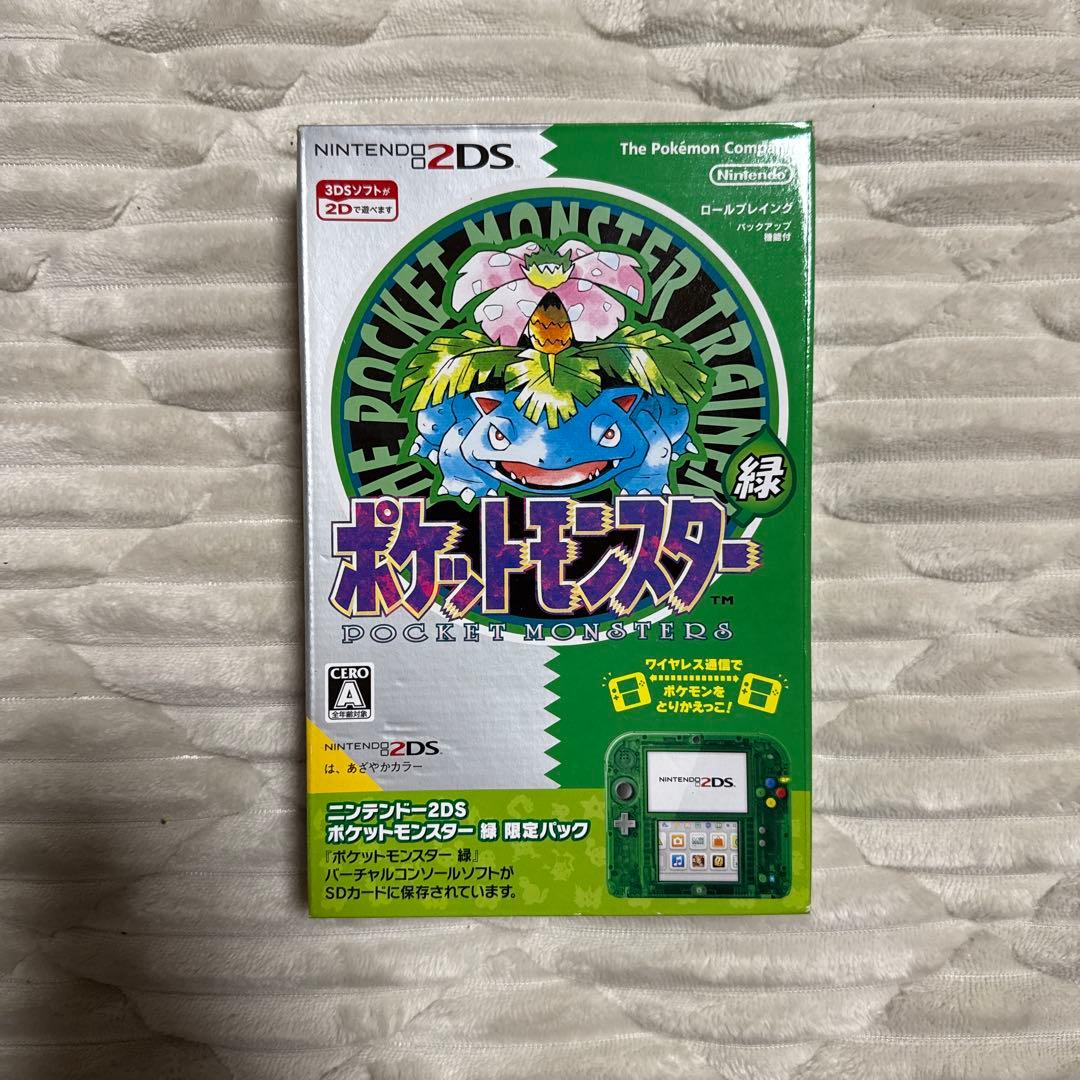 NINTENDO 2DS™
3DSソフトが
2Dで遊べます
The Pokémon Company
Nintendo
ロールプレイング
バックアップ
機能付
THE POCKET MONSTER TRAINER
緑
ポケットモンスター™
POCKET MONSTERS
ワイヤレス通信で
ポケモンを
とりかえっこ!
CERO
A
全年齢対象
NINTENDO 2DS™
は、あざやかカラー
NINTENDO 2DS™
ニンテンドー2DS
ポケットモンスター 緑 限定パック
『ポケットモンスター 緑』
バーチャルコンソールソフトが
SDカードに保存されています。